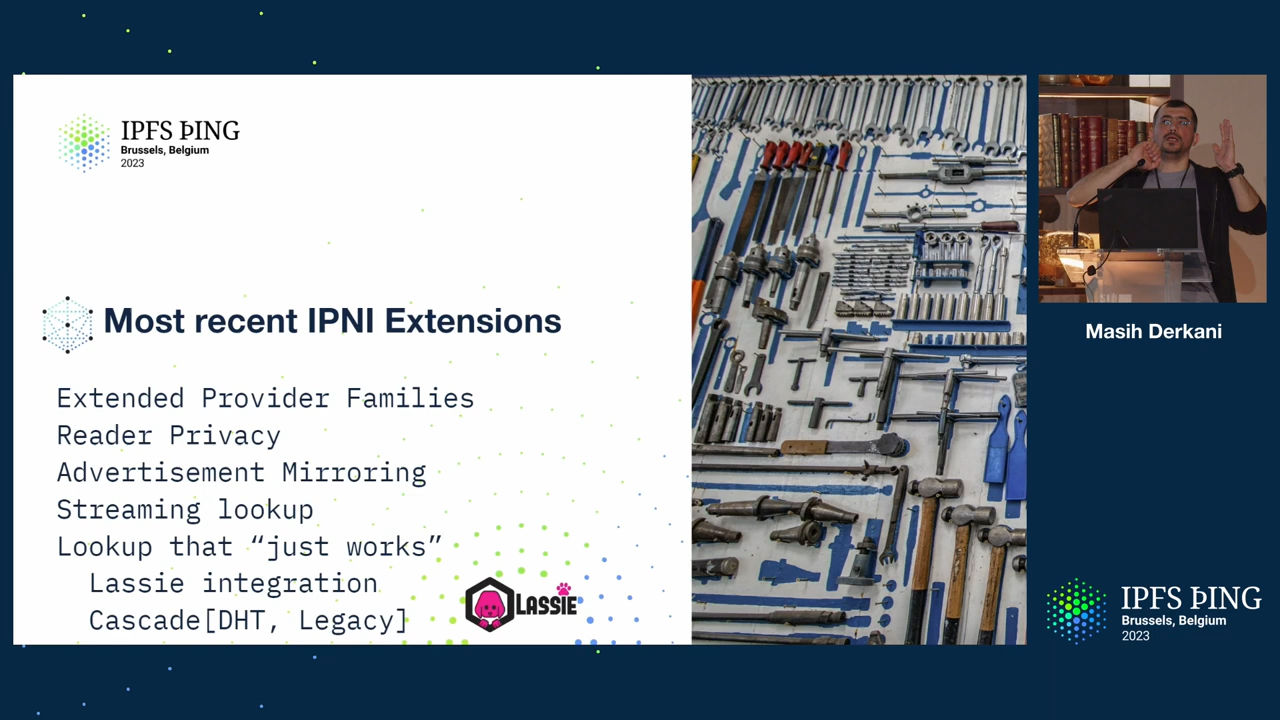 IPFS ÞING
Brussels, Belgium
2023
Most recent IPNI Extensions
Extended Provider Families
Reader Privacy
Advertisement Mirroring
Streaming lookup
Lookup that “just works”
Lassie integration
Cascade[DHT, Legacy]
LASSIE
Masih Derkani
IPFS ÞING
Brussels, Belgium
2023